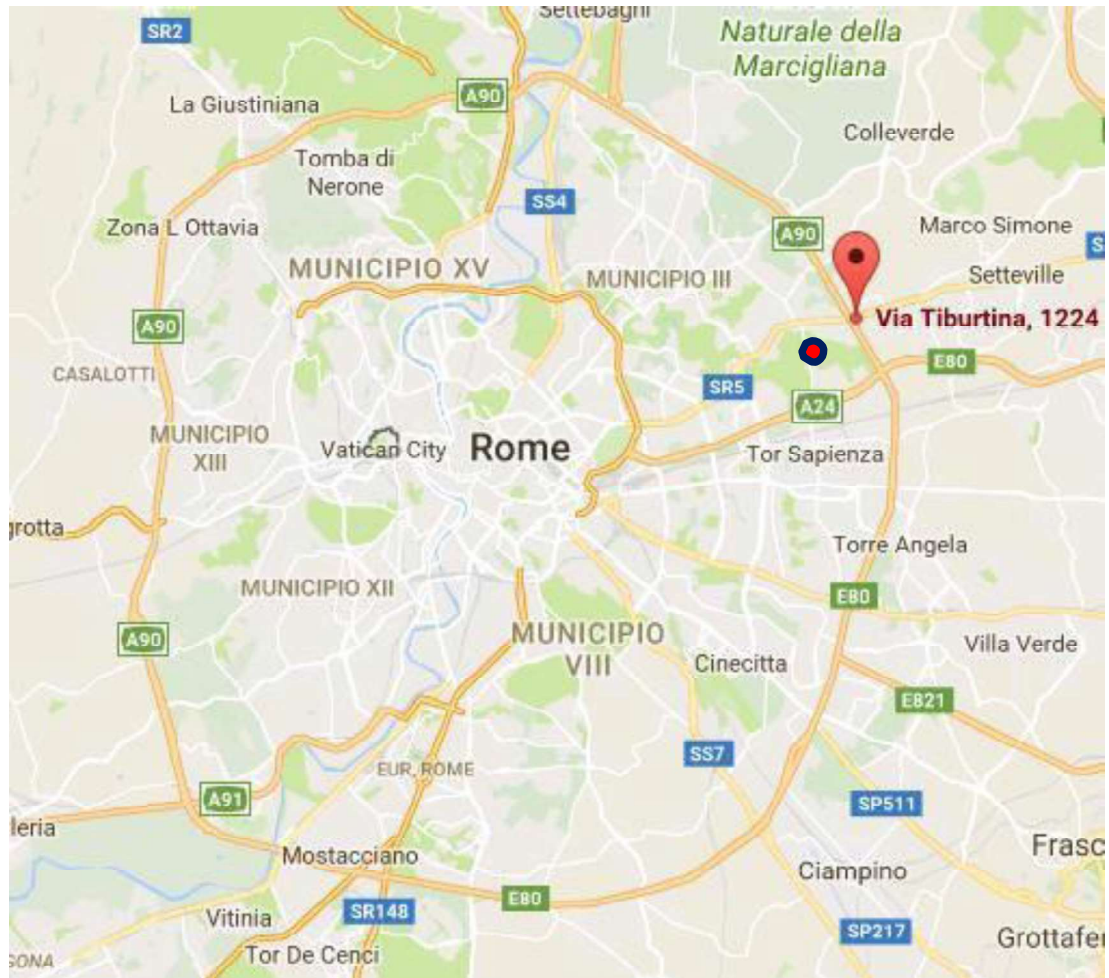 Settebagni
SR2
Naturale della
Marcigliana
A90
La Giustiniana
Colleverde
Tomba di
Nerone
SS4
Zona L Ottavia
A90
Marco Simone
MUNICIPIO XV
MUNICIPIO III
Setteville
A90
Via Tiburtina, 1224
CASALOTTI
E80
SR5
A24
MUNICIPIO
XIII
Vatican City
Rome
Tor Sapienza
grotta
Torre Angela
MUNICIPIO XII
E80
A90
MUNICIPIO
VIII
Villa Verde
Cinecitta
E821
SS7
EUR, ROME
A91
SP511
leria
Frasc
Mostacciano
Ciampino
E80
Vitinia
SR148
SP217
Grottafer
Tor De Cenci
SONA